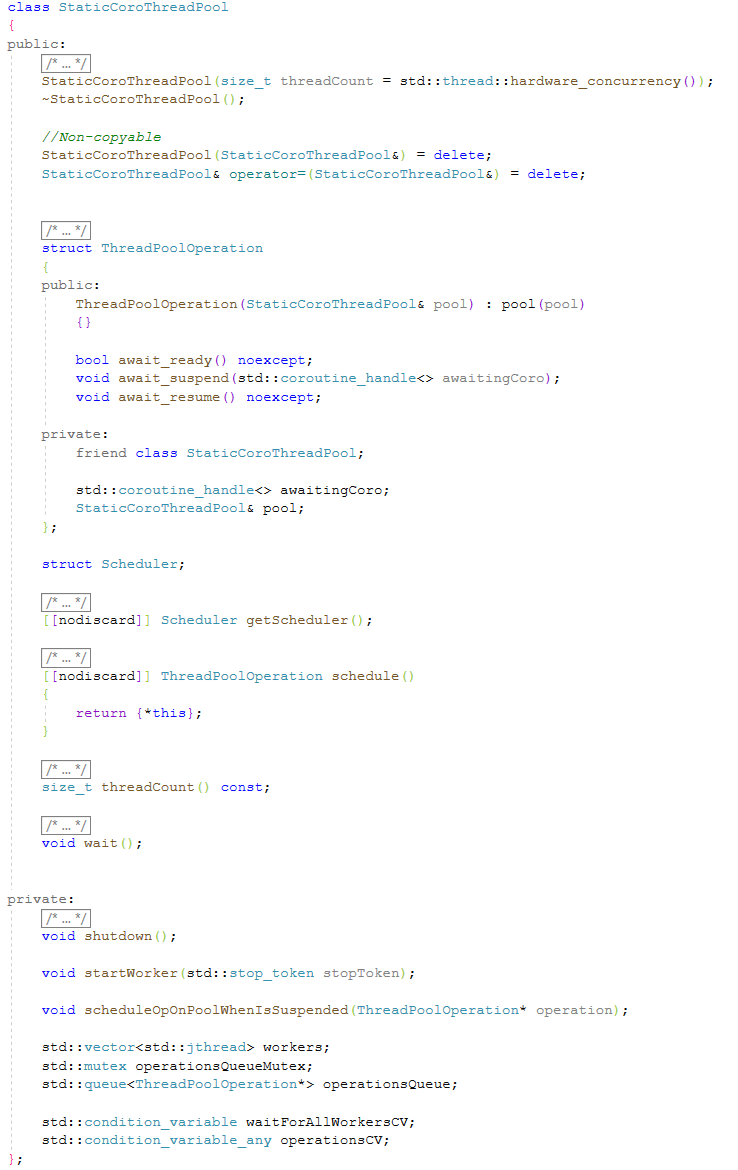 class StaticCoroThreadPool
{
public:
/* ... */
StaticCoroThreadPool(size_t threadCount = std::thread::hardware_concurrency());
~StaticCoroThreadPool();
//Non-copyable
StaticCoroThreadPool(StaticCoroThreadPool&) = delete;
StaticCoroThreadPool& operator=(StaticCoroThreadPool&) = delete;
/* ... */
struct ThreadPoolOperation
{
public:
ThreadPoolOperation(StaticCoroThreadPool& pool) : pool(pool)
{}
bool await_ready() noexcept;
void await_suspend(std::coroutine_handle<> awaitingCoro);
void await_resume() noexcept;
private:
friend class StaticCoroThreadPool;
std::coroutine_handle<> awaitingCoro;
StaticCoroThreadPool& pool;
};
struct Scheduler;
/* ... */
[[nodiscard]] Scheduler getScheduler();
/* ... */
[[nodiscard]] ThreadPoolOperation schedule()
{
return {*this};
}
/* ... */
size_t threadCount() const;
/* ... */
void wait();
private:
/* ... */
void shutdown();
void startWorker(std::stop_token stopToken);
void scheduleOpOnPoolWhenIsSuspended(ThreadPoolOperation* operation);
std::vector<std::jthread> workers;
std::mutex operationsQueueMutex;
std::queue<ThreadPoolOperation*> operationsQueue;
std::condition_variable waitForAllWorkersCV;
std::condition_variable_any operationsCV;
};